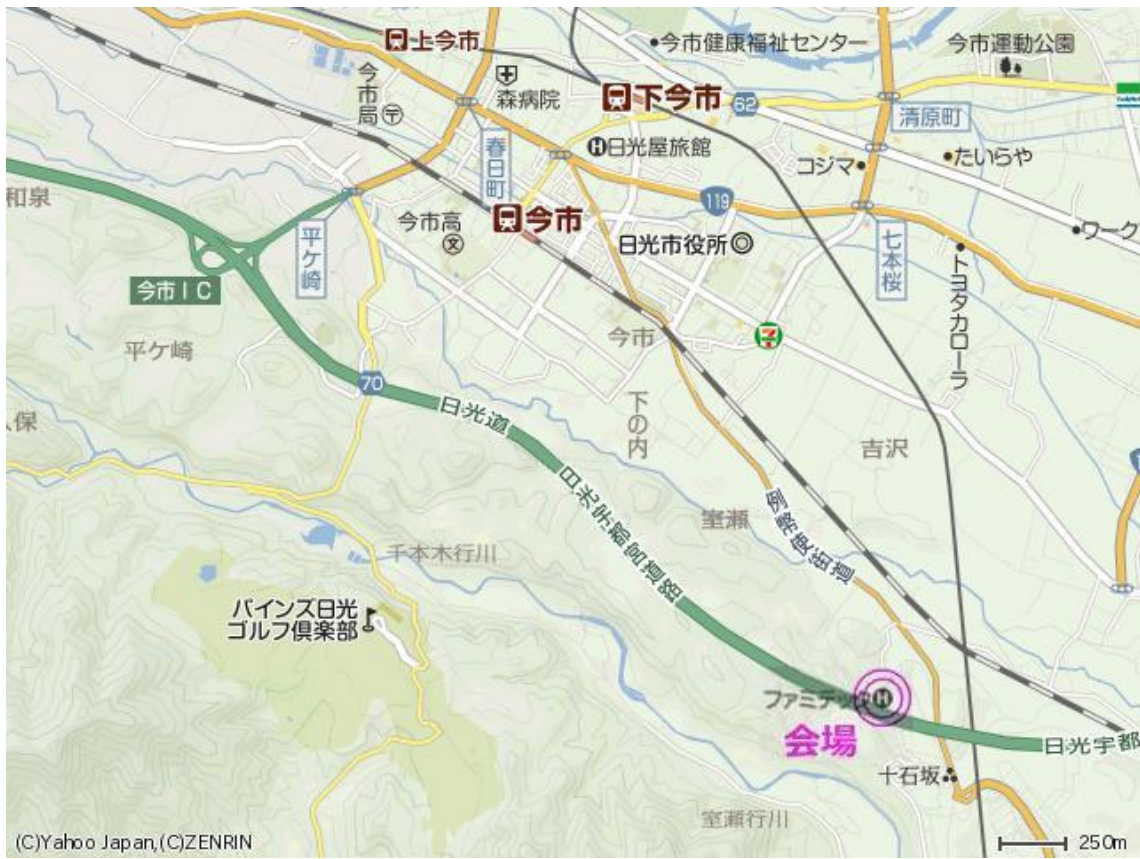 上今市
今市健康福祉センター
今市運動公園
今市局
森病院
下今市
62
清原町
春日町
日光屋旅館
コジマ
たいらや
和泉
119
今市高
文
今市
平ケ崎
日光市役所
七本桜
ワーク
今市IC
トヨタカローラ
平ケ崎
今市
70
日光道
下の内
吉沢
久保
日光宇都宮道路
室瀬
例幣使街道
千本木行川
パインズ日光
ゴルフ倶楽部
ファミテック
会場
日光宇都
十石坂
室瀬行川
(C)Yahoo Japan,(C)ZENRIN
250m